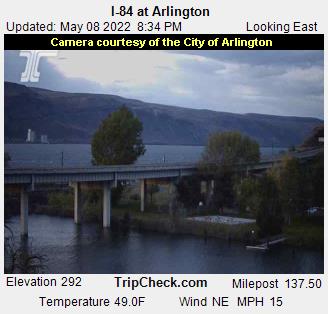 I-84 at Arlington
Updated: May 08 2022 8:34 PM Looking East
Camera courtesy of the City of Arlington
Elevation 292 TripCheck.com Milepost 137.50
Temperature 49.0F Wind NE MPH 15